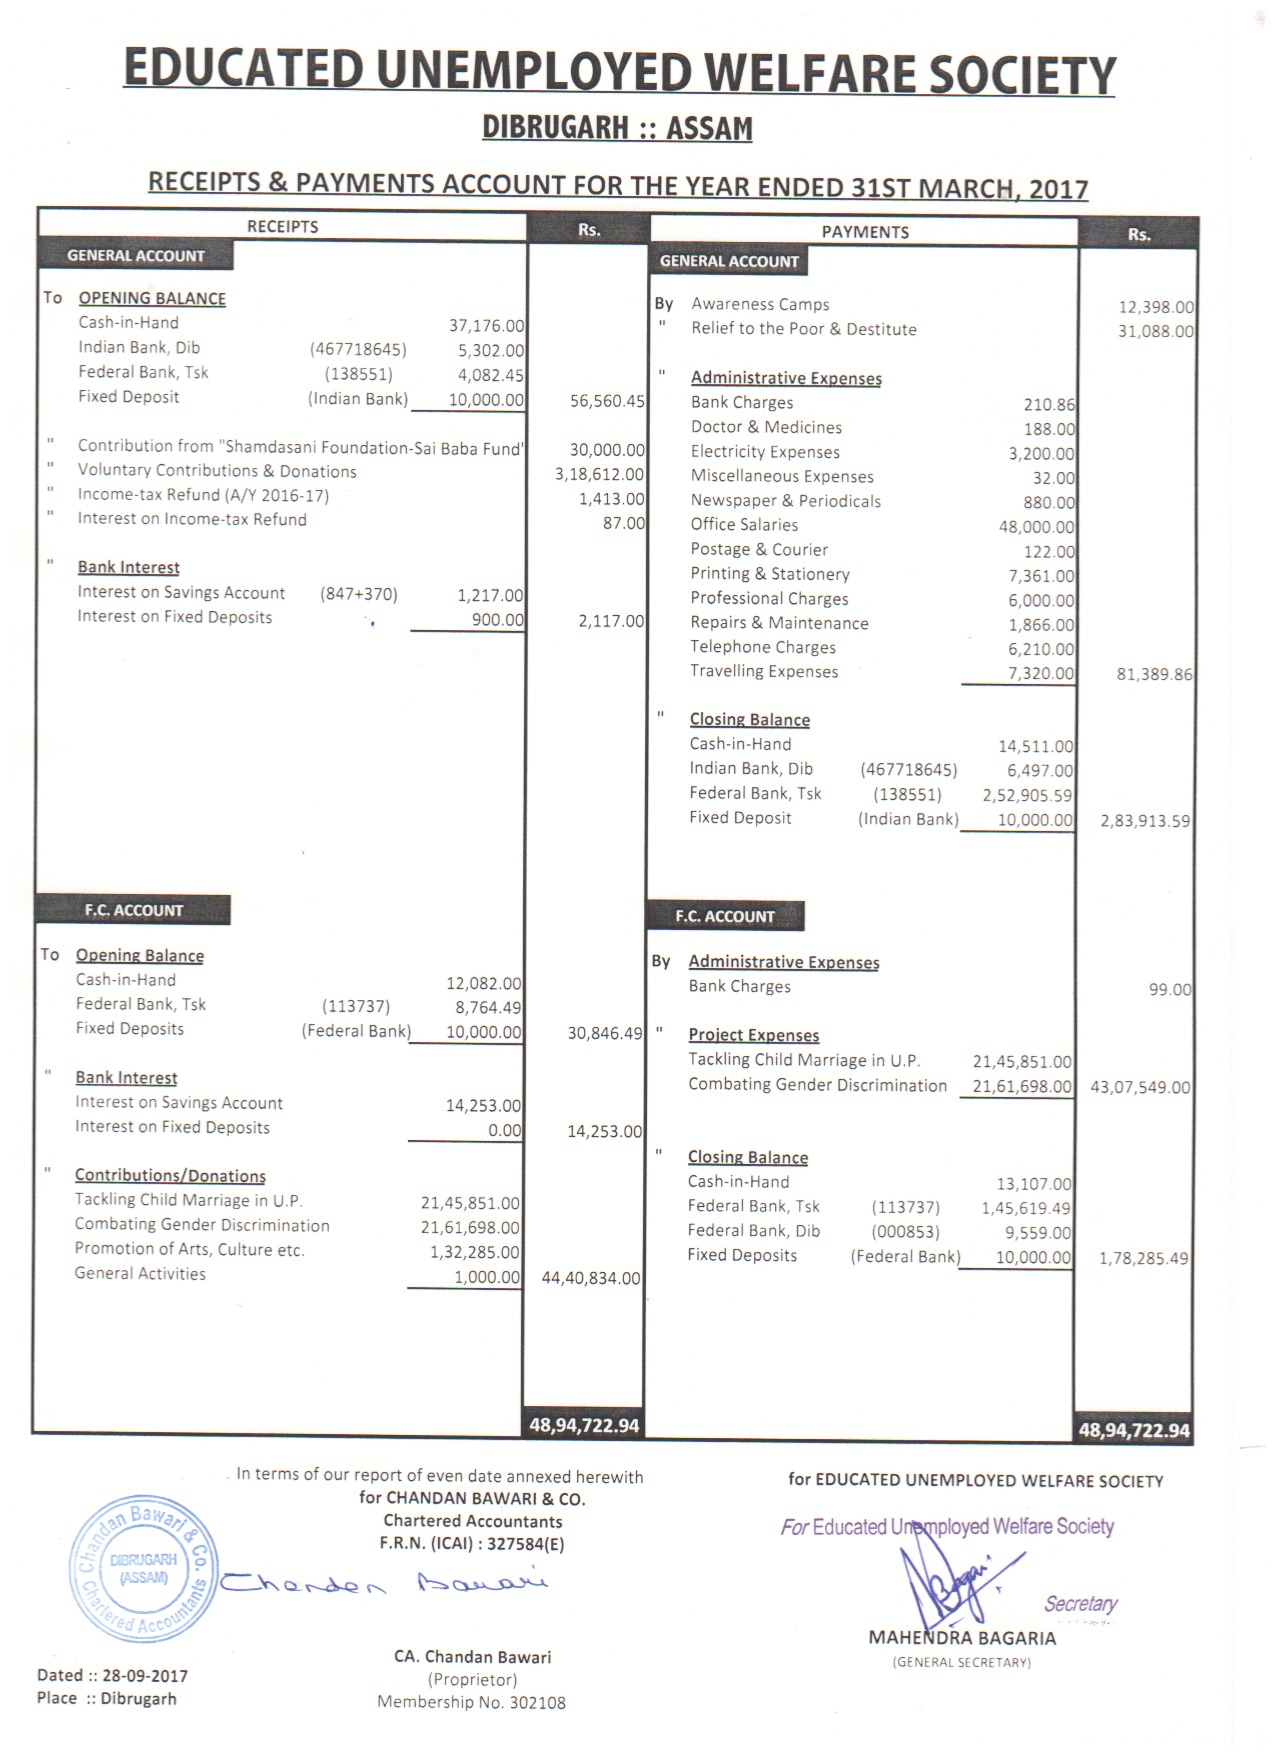 EDUCATED UNEMPLOYED WELFARE SOCIETY
DIBRUGARH :: ASSAM
RECEIPTS & PAYMENTS ACCOUNT FOR THE YEAR ENDED 31ST MARCH, 2017
RECEIPTS Rs.
GENERAL ACCOUNT
To OPENING BALANCE
Cash-in-Hand 37,176.00
Indian Bank, Dib (467718645) 5,302.00
Federal Bank, Tsk (138551) 4,082.45
Fixed Deposit (Indian Bank) 10,000.00 56,560.45
" Contribution from "Shamdasani Foundation-Sai Baba Fund' 30,000.00
" Voluntary Contributions & Donations 3,18,612.00
" Income-tax Refund (A/Y 2016-17) 1,413.00
" Interest on Income-tax Refund 87.00
" Bank Interest
Interest on Savings Account (847+370) 1,217.00
Interest on Fixed Deposits 900.00 2,117.00
F.C. ACCOUNT
To Opening Balance
Cash-in-Hand 12,082.00
Federal Bank, Tsk (113737) 8,764.49
Fixed Deposits (Federal Bank) 10,000.00 30,846.49
" Bank Interest
Interest on Savings Account 14,253.00
Interest on Fixed Deposits 0.00 14,253.00
" Contributions/Donations
Tackling Child Marriage in U.P. 21,45,851.00
Combating Gender Discrimination 21,61,698.00
Promotion of Arts, Culture etc. 1,32,285.00
General Activities 1,000.00 44,40,834.00
48,94,722.94
PAYMENTS Rs.
GENERAL ACCOUNT
By Awareness Camps 12,398.00
" Relief to the Poor & Destitute 31,088.00
" Administrative Expenses
Bank Charges 210.86
Doctor & Medicines 188.00
Electricity Expenses 3,200.00
Miscellaneous Expenses 32.00
Newspaper & Periodicals 880.00
Office Salaries 48,000.00
Postage & Courier 122.00
Printing & Stationery 7,361.00
Professional Charges 6,000.00
Repairs & Maintenance 1,866.00
Telephone Charges 6,210.00
Travelling Expenses 7,320.00 81,389.86
" Closing Balance
Cash-in-Hand 14,511.00
Indian Bank, Dib (467718645) 6,497.00
Federal Bank, Tsk (138551) 2,52,905.59
Fixed Deposit (Indian Bank) 10,000.00 2,83,913.59
F.C. ACCOUNT
By Administrative Expenses
Bank Charges 99.00
" Project Expenses
Tackling Child Marriage in U.P. 21,45,851.00
Combating Gender Discrimination 21,61,698.00 43,07,549.00
" Closing Balance
Cash-in-Hand 13,107.00
Federal Bank, Tsk (113737) 1,45,619.49
Federal Bank, Dib (000853) 9,559.00
Fixed Deposits (Federal Bank) 10,000.00 1,78,285.49
48,94,722.94
In terms of our report of even date annexed herewith
for CHANDAN BAWARI & CO.
Chartered Accountants
F.R.N. (ICAI) : 327584(E)
Chandan Bawari
CA. Chandan Bawari
(Proprietor)
Membership No. 302108
Chandan Bawari & Co.
DIBRUGARH
(ASSAM)
Chartered Accountants
Dated :: 28-09-2017
Place :: Dibrugarh
for EDUCATED UNEMPLOYED WELFARE SOCIETY
For Educated Unemployed Welfare Society
Bagari
Secretary
MAHENDRA BAGARIA
(GENERAL SECRETARY)